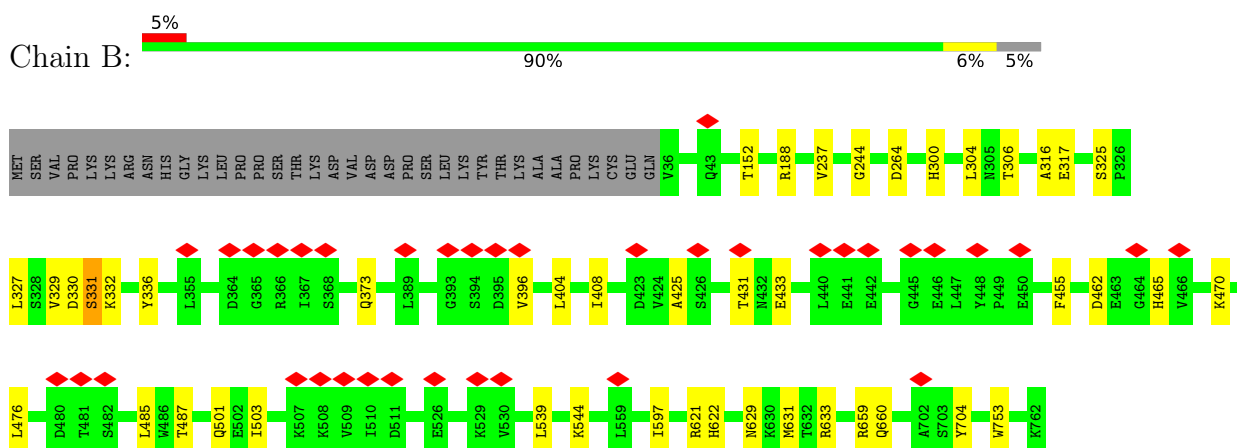 5%
Chain B:
90% 6% 5%
MET SER VAL PRO LYS LYS ARG ASN HIS GLY LYS LEU PRO PRO SER THR LYS ASP VAL ASP ASP PRO SER LEU LYS TYR THR LYS ALA ALA PRO LYS CYS GLU GLN V36 Q43 T152 R188 V237 G244 D264 H300 L304 N305 T306 A316 E317 S325 P326
L327 S328 V329 D330 S331 K332 Y336 L355 D364 G365 R366 I367 S368 Q373 L389 G393 S394 D395 V396 L404 I408 D423 V424 A425 S426 T431 N432 E433 L440 E441 E442 G445 E446 L447 Y448 P449 E450 F455 D462 E463 G464 H465 V466 K470
L476 D480 T481 S482 L485 W486 T487 Q501 E502 I503 K507 K508 V509 I510 D511 E526 K529 V530 L539 K544 L559 I597 R621 H622 N629 K630 M631 T632 R633 R659 Q660 A702 S703 Y704 W753 K762